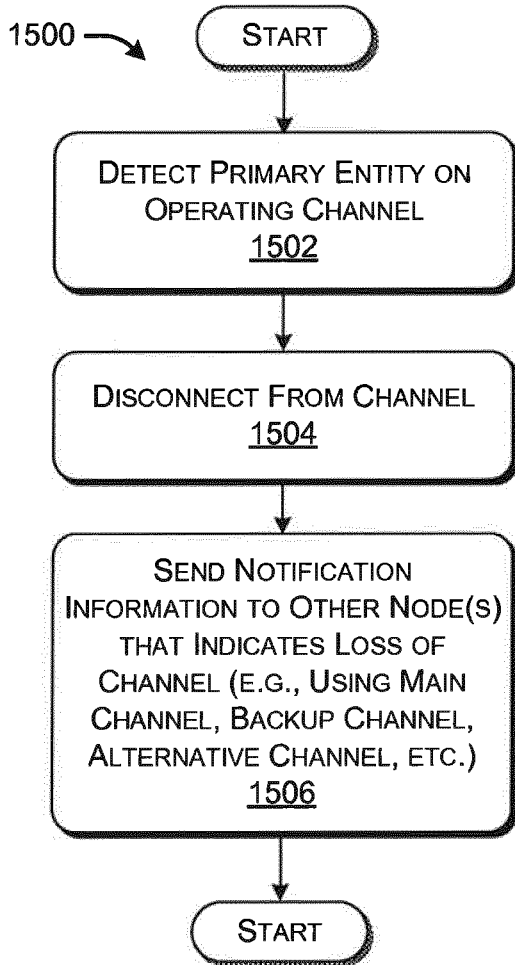 1500
START
DETECT PRIMARY ENTITY ON
OPERATING CHANNEL
1502
DISCONNECT FROM CHANNEL
1504
SEND NOTIFICATION
INFORMATION TO OTHER NODE(S)
THAT INDICATES LOSS OF
CHANNEL (E.G., USING MAIN
CHANNEL, BACKUP CHANNEL,
ALTERNATIVE CHANNEL, ETC.)
1506
START